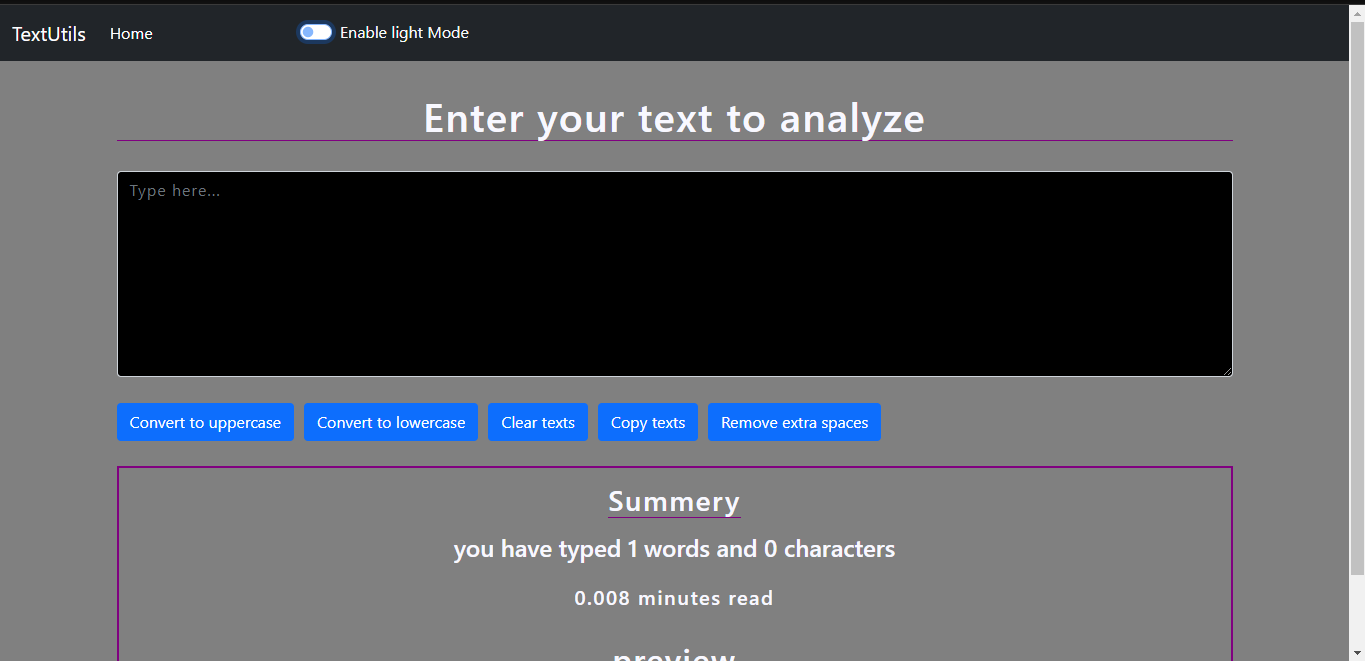 TextUtils Home Enable light Mode
Enter your text to analyze
Type here...
Convert to uppercase Convert to lowercase Clear texts Copy texts Remove extra spaces
Summery
you have typed 1 words and 0 characters
0.008 minutes read
preview